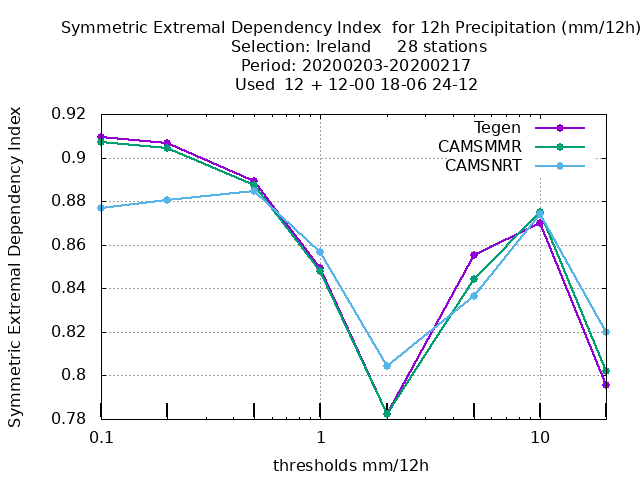 Symmetric Extremal Dependency Index  for 12h Precipitation (mm/12h)
Selection: Ireland     28 stations
Period: 20200203-20200217
Used  12 + 12-00 18-06 24-12
Symmetric Extremal Dependency Index
0.92
0.9
0.88
0.86
0.84
0.82
0.8
0.78
Tegen
CAMSMMR
CAMSNRT
0.1
1
10
thresholds mm/12h